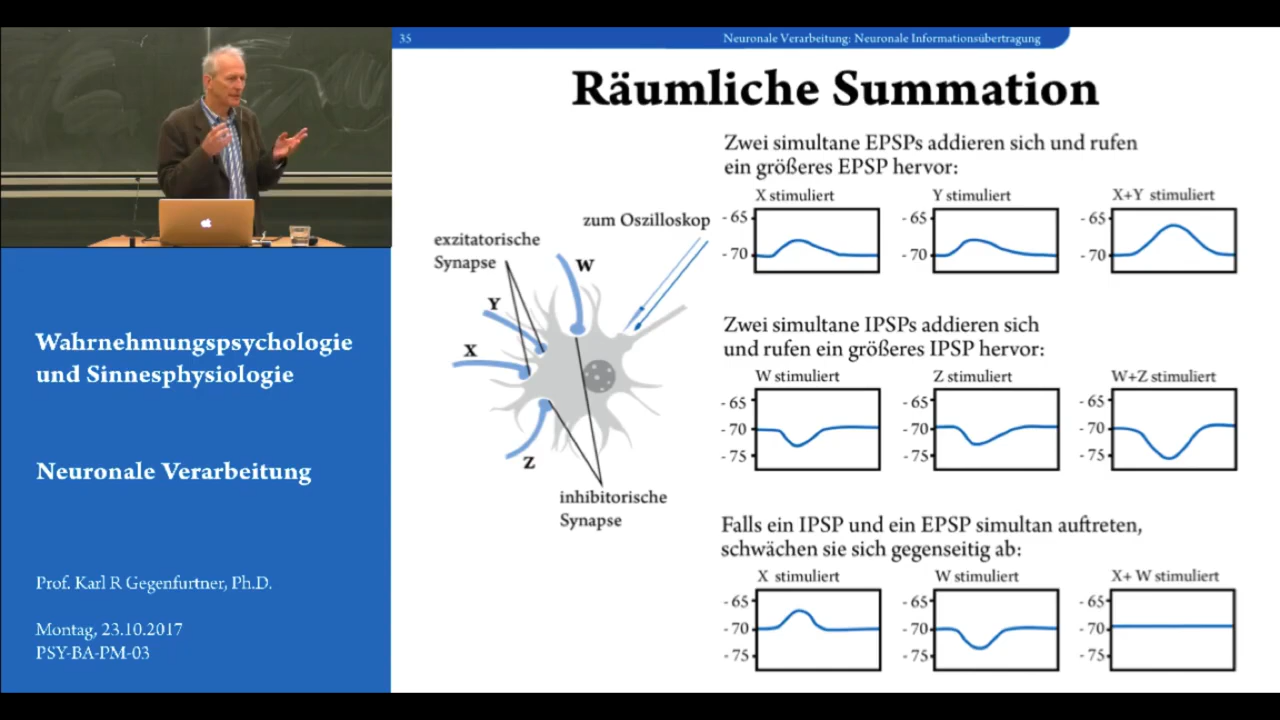 35
Neuronale Verarbeitung: Neuronale Informationsübertragung
Räumliche Summation
Zwei simultane EPSPs addieren sich und rufen
ein größeres EPSP hervor:
X stimuliert
Y stimuliert
X+Y stimuliert
- 65
- 70
- 65
- 70
- 65
- 70
zum Oszilloskop
exzitatorische
Synapse
W
Y
X
Z
inhibitorische
Synapse
Zwei simultane IPSPs addieren sich
und rufen ein größeres IPSP hervor:
W stimuliert
Z stimuliert
W+Z stimuliert
- 65
- 70
- 75
- 65
- 70
- 75
- 65
- 70
- 75
Falls ein IPSP und ein EPSP simultan auftreten,
schwächen sie sich gegenseitig ab:
X stimuliert
W stimuliert
X+ W stimuliert
- 65
- 70
- 75
- 65
- 70
- 75
- 65
- 70
- 75
Wahrnehmungspsychologie
und Sinnesphysiologie
Neuronale Verarbeitung
Prof. Karl R Gegenfurtner, Ph.D.
Montag, 23.10.2017
PSY-BA-PM-03